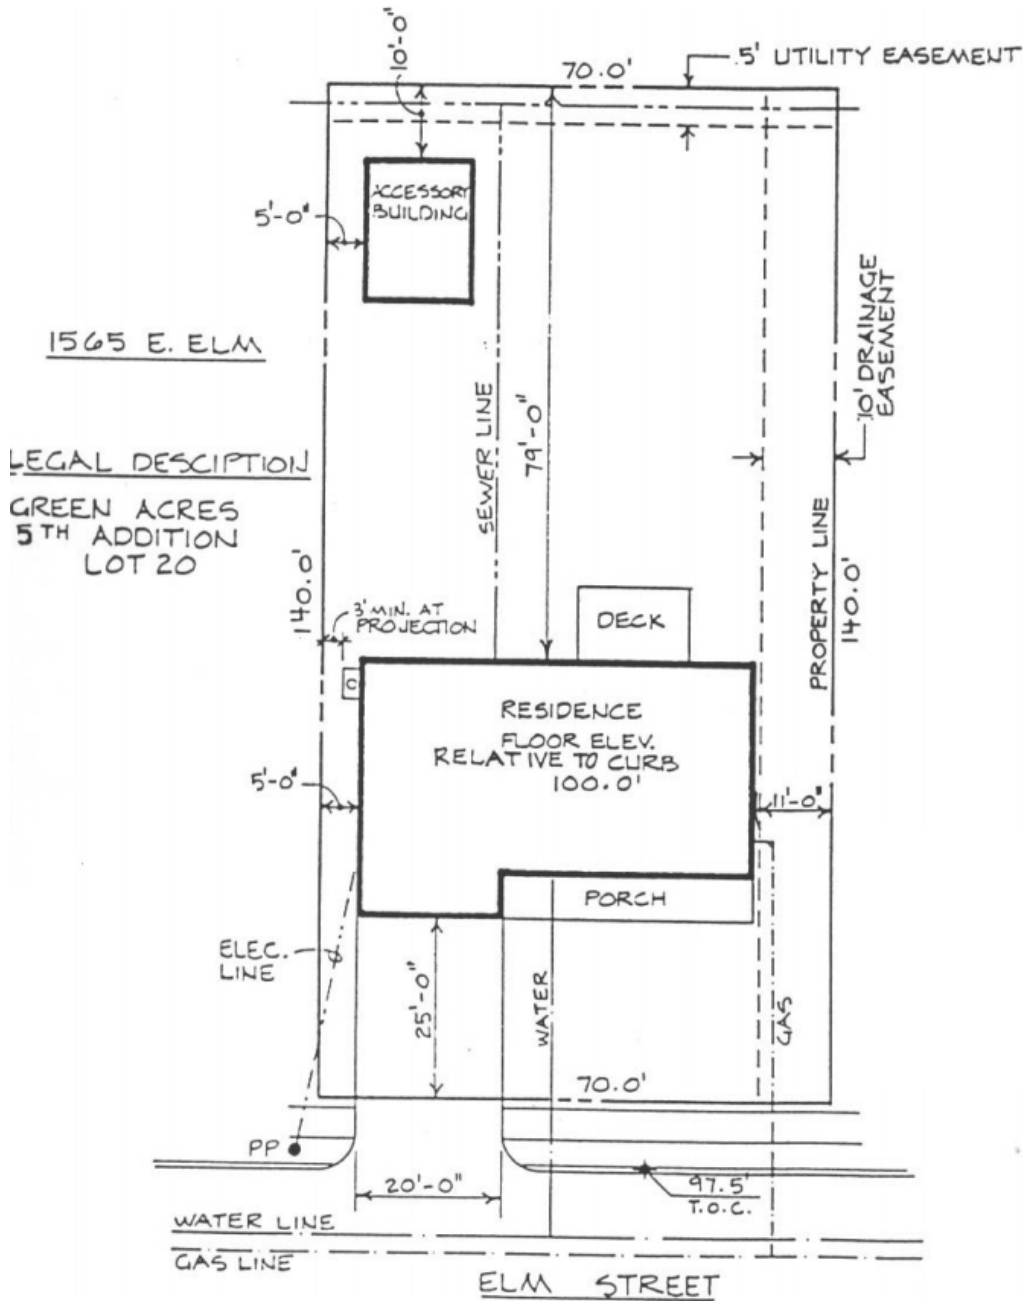 10'-0"
70.0'
5' UTILITY EASEMENT
ACCESSORY
BUILDING
5'-0"
10' DRAINAGE
EASEMENT
1565 E. ELM
SEWER LINE
79'-0"
LEGAL DESCIPTION
GREEN ACRES
5TH ADDITION
LOT 20
140.0'
3' MIN. AT
PROJECTION
DECK
PROPERTY LINE
140.0'
C
RESIDENCE
FLOOR ELEV.
RELATIVE TO CURB
100.0'
5'-0"
11'-0"
PORCH
ELEC.
LINE
25'-0"
WATER
GAS
70.0'
PP
20'-0"
97.5'
T.O.C.
WATER LINE
GAS LINE
ELM STREET